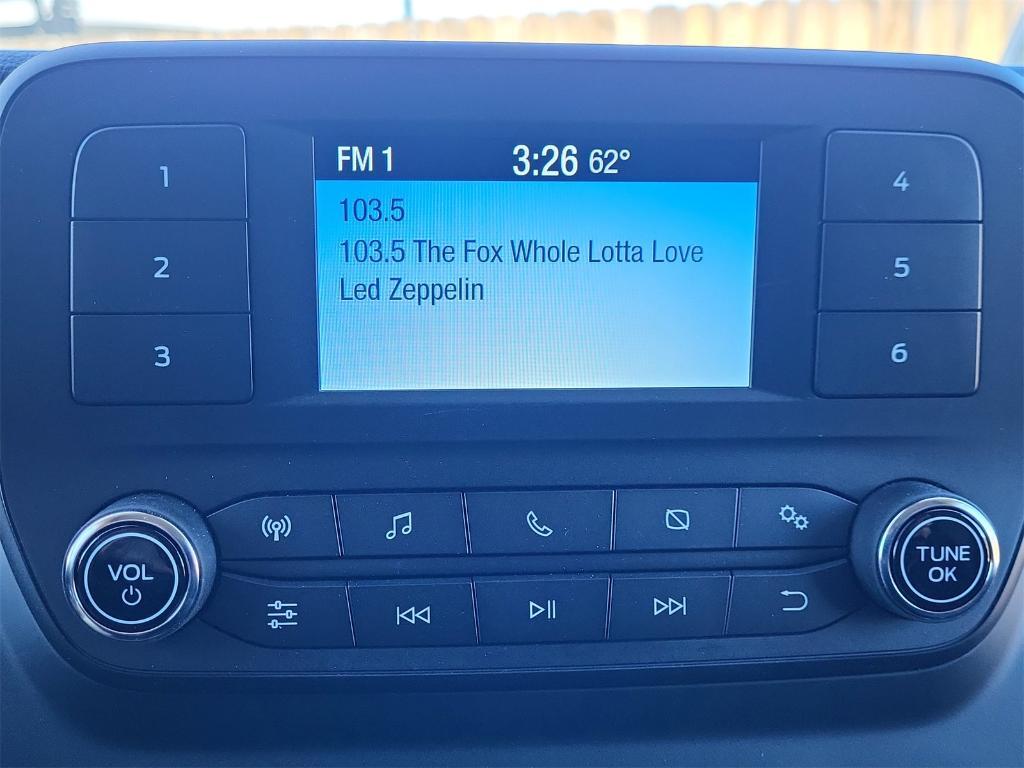 FM 1 3:26 62°
103.5
103.5 The Fox Whole Lotta Love
Led Zeppelin
1
2
3
4
5
6
VOL
TUNE
OK